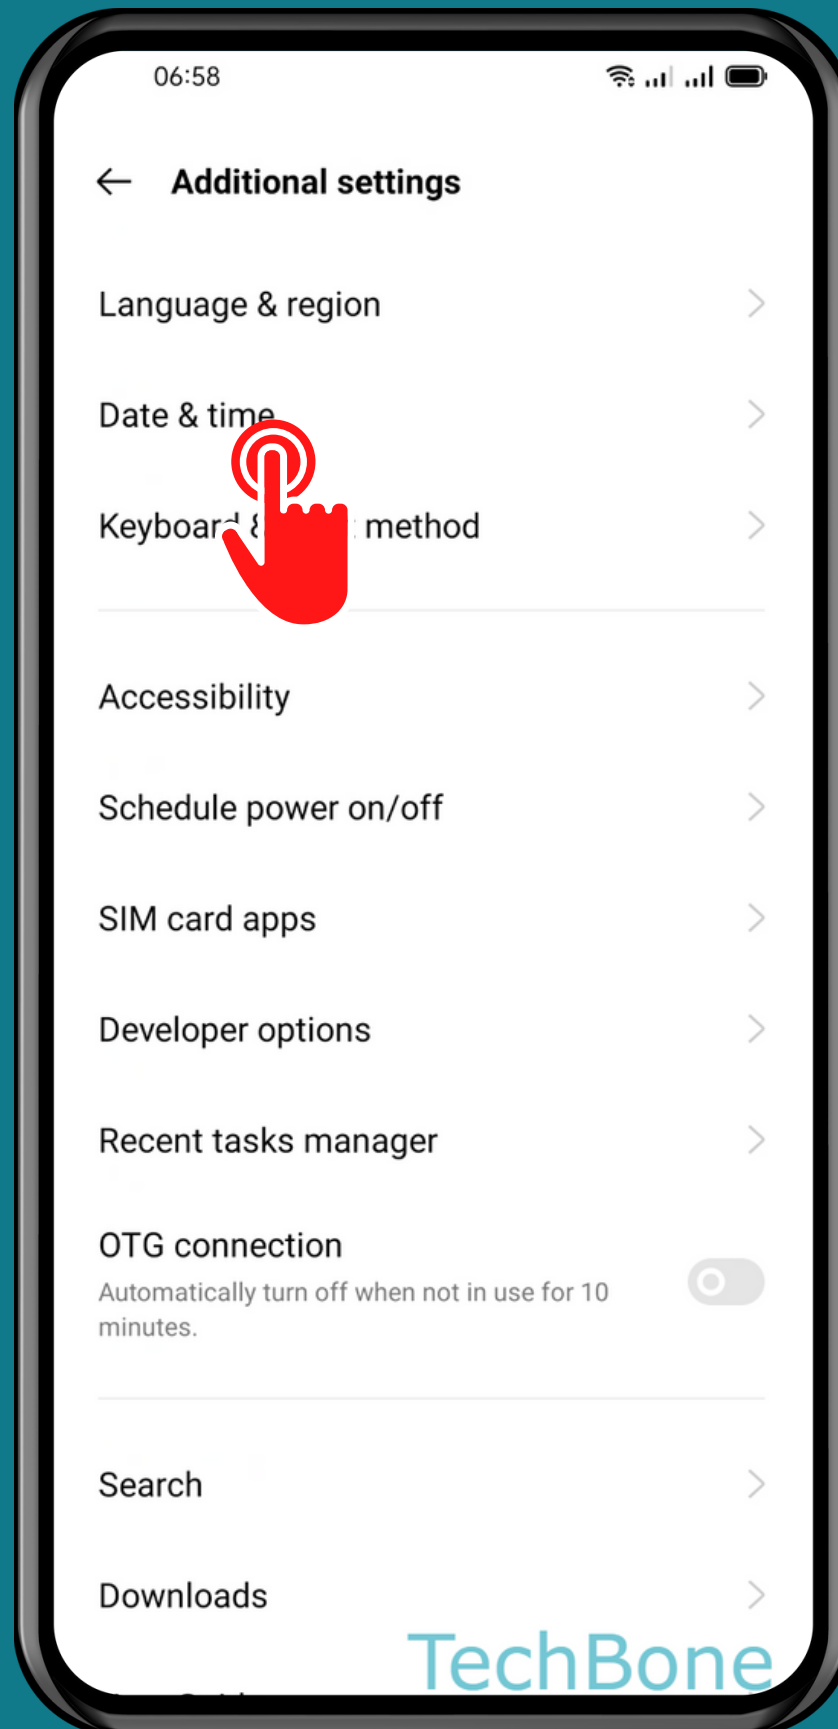 06:58
Additional settings
Language & region
Date & time
Keyboard & method
Accessibility
Schedule power on/off
SIM card apps
Developer options
Recent tasks manager
OTG connection
Automatically turn off when not in use for 10
minutes.
Search
Downloads
TechBone